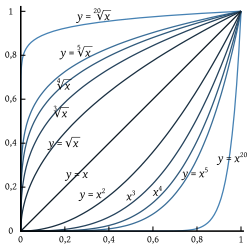 1
y = ²⁰√x
0,8
y = ⁵√x
⁴√x
0,6
³√x
0,4
y = √x
y = x
y = x²⁰
0,2
y = x²
x³
x⁴
y = x⁵
0
0
0,2
0,4
0,6
0,8
1